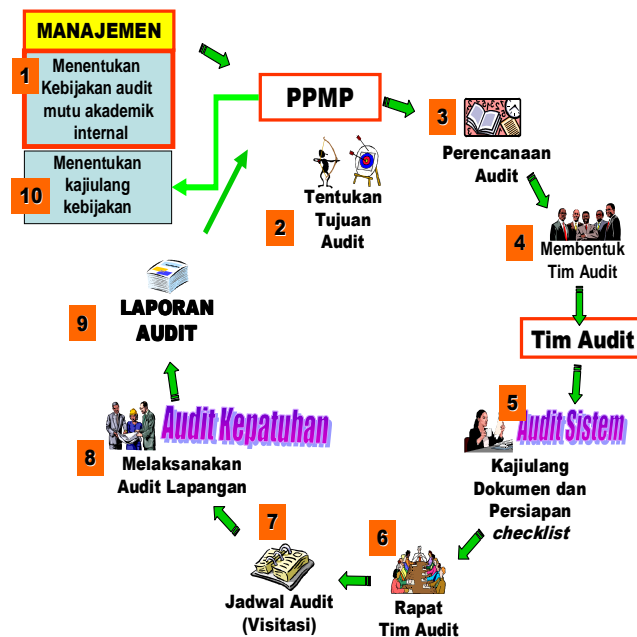 MANAJEMEN
1
Menentukan
Kebijakan audit
mutu akademik
internal
10
Menentukan
kajiulang
kebijakan
PPMP
2
Tentukan
Tujuan
Audit
3
Perencanaan
Audit
4
Membentuk
Tim Audit
Tim Audit
5
Audit Sistem
Kajiulang
Dokumen dan
Persiapan
checklist
6
Rapat
Tim Audit
7
Jadwal Audit
(Visitasi)
8
Audit Kepatuhan
Melaksanakan
Audit Lapangan
9
LAPORAN
AUDIT